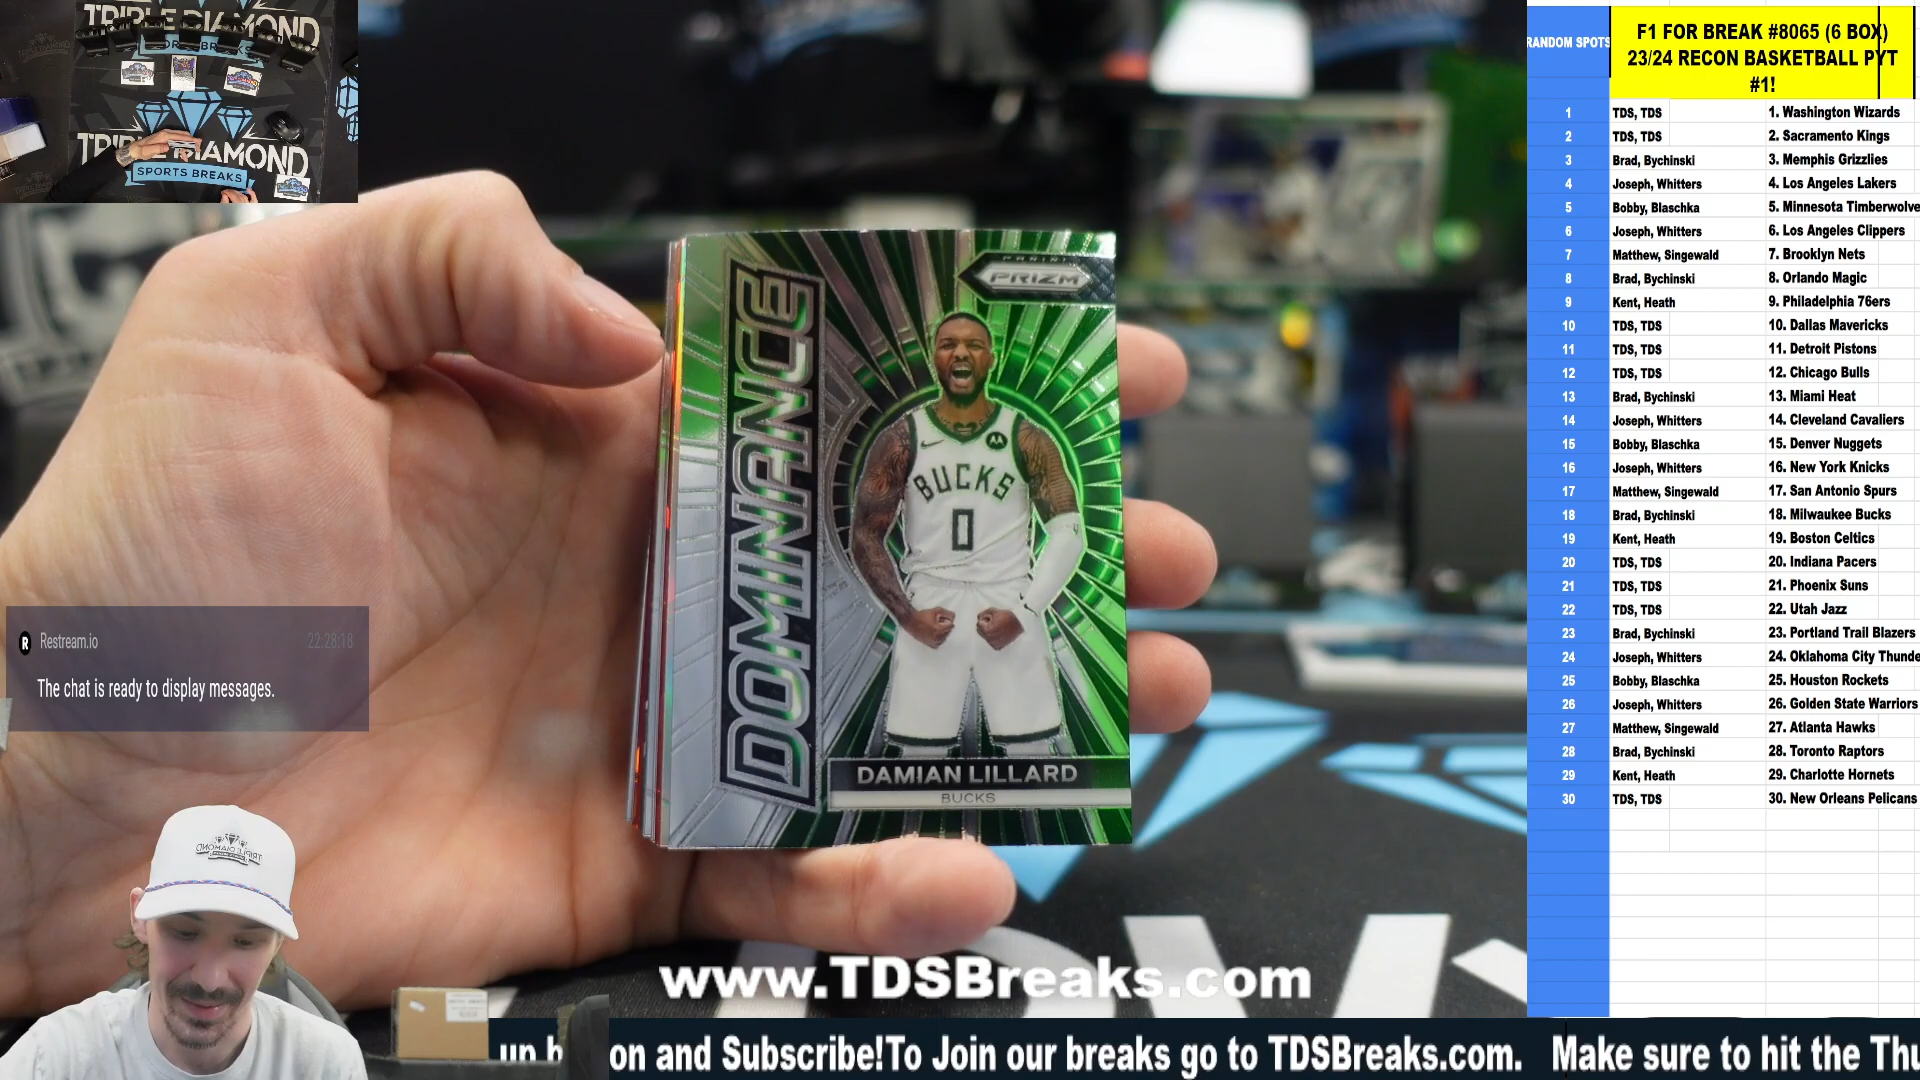 TRIPLE DIAMOND
SPORTS BREAKS
TRIPLE DIAMOND
SPORTS BREAKS
PANINI
PRIZM
DOMINANCE
BUCKS
0
DAMIAN LILLARD
BUCKS
Restream.io 22:28:18
The chat is ready to display messages.
www.TDSBreaks.com
on and Subscribe!To Join our breaks go to TDSBreaks.com. Make sure to hit the Thu
RANDOM SPOTS
F1 FOR BREAK #8065 (6 BOX)
23/24 RECON BASKETBALL PYT
#1!
1 TDS, TDS 1. Washington Wizards
2 TDS, TDS 2. Sacramento Kings
3 Brad, Bychinski 3. Memphis Grizzlies
4 Joseph, Whitters 4. Los Angeles Lakers
5 Bobby, Blaschka 5. Minnesota Timberwolve
6 Joseph, Whitters 6. Los Angeles Clippers
7 Matthew, Singewald 7. Brooklyn Nets
8 Brad, Bychinski 8. Orlando Magic
9 Kent, Heath 9. Philadelphia 76ers
10 TDS, TDS 10. Dallas Mavericks
11 TDS, TDS 11. Detroit Pistons
12 TDS, TDS 12. Chicago Bulls
13 Brad, Bychinski 13. Miami Heat
14 Joseph, Whitters 14. Cleveland Cavaliers
15 Bobby, Blaschka 15. Denver Nuggets
16 Joseph, Whitters 16. New York Knicks
17 Matthew, Singewald 17. San Antonio Spurs
18 Brad, Bychinski 18. Milwaukee Bucks
19 Kent, Heath 19. Boston Celtics
20 TDS, TDS 20. Indiana Pacers
21 TDS, TDS 21. Phoenix Suns
22 TDS, TDS 22. Utah Jazz
23 Brad, Bychinski 23. Portland Trail Blazers
24 Joseph, Whitters 24. Oklahoma City Thunde
25 Bobby, Blaschka 25. Houston Rockets
26 Joseph, Whitters 26. Golden State Warriors
27 Matthew, Singewald 27. Atlanta Hawks
28 Brad, Bychinski 28. Toronto Raptors
29 Kent, Heath 29. Charlotte Hornets
30 TDS, TDS 30. New Orleans Pelicans